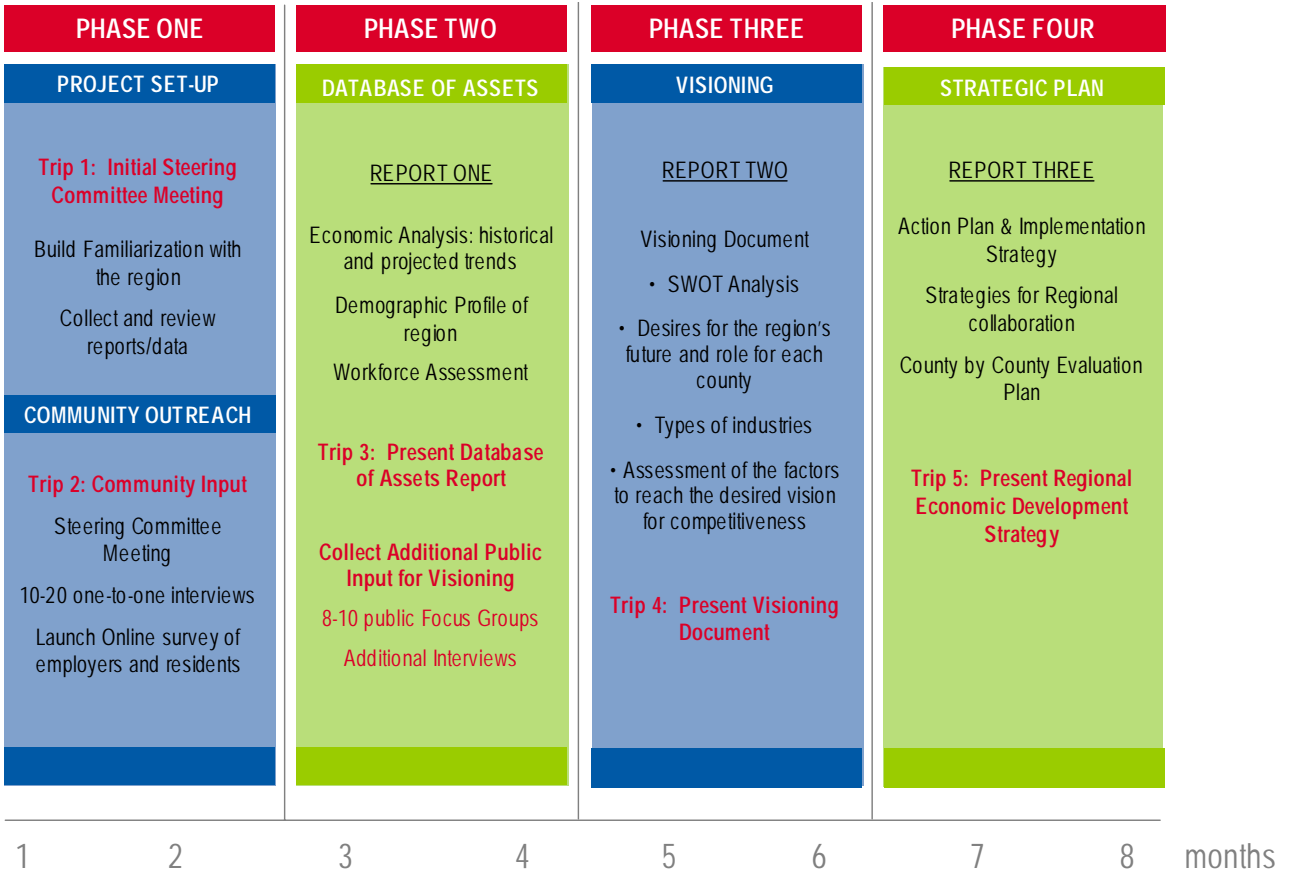 PHASE ONE
PROJECT SET-UP
Trip 1: Initial Steering
Committee Meeting
Build Familiarization with
the region
Collect and review
reports/data
COMMUNITY OUTREACH
Trip 2: Community Input
Steering Committee
Meeting
10-20 one-to-one interviews
Launch Online survey of
employers and residents
PHASE TWO
DATABASE OF ASSETS
REPORT ONE
Economic Analysis: historical
and projected trends
Demographic Profile of
region
Workforce Assessment
Trip 3: Present Database
of Assets Report
Collect Additional Public
Input for Visioning
8-10 public Focus Groups
Additional Interviews
PHASE THREE
VISIONING
REPORT TWO
Visioning Document
• SWOT Analysis
• Desires for the region's
future and role for each
county
• Types of industries
• Assessment of the factors
to reach the desired vision
for competitiveness
Trip 4: Present Visioning
Document
PHASE FOUR
STRATEGIC PLAN
REPORT THREE
Action Plan & Implementation
Strategy
Strategies for Regional
collaboration
County by County Evaluation
Plan
Trip 5: Present Regional
Economic Development
Strategy
1 2 3 4 5 6 7 8 months